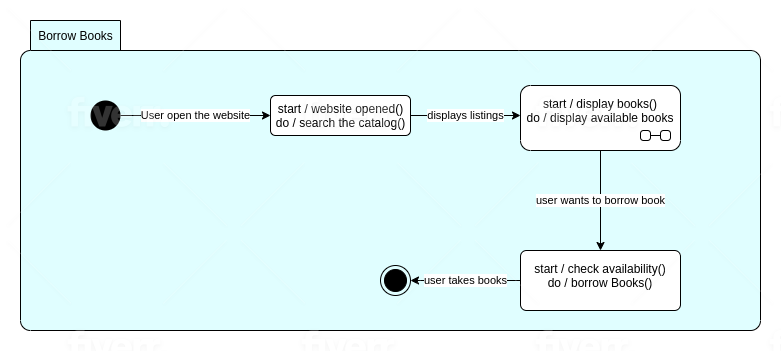 Borrow Books
User open the website
start / website opened()
do / search the catalog()
displays listings
start / display books()
do / display available books
user wants to borrow book
start / check availability()
do / borrow Books()
user takes books